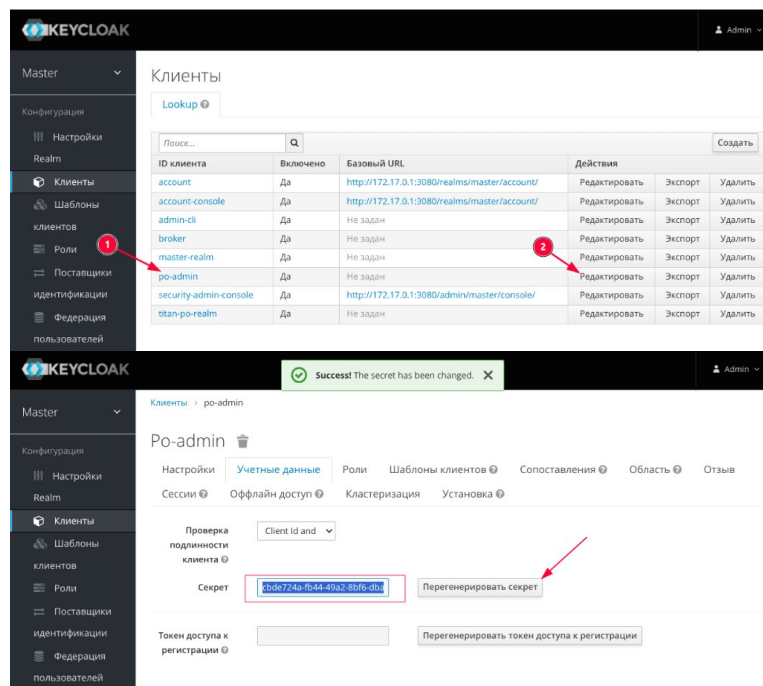 KEYCLOAK
Admin
Master
Клиенты
Lookup
Конфигурация
Настройки
Realm
Клиенты
Шаблоны
клиентов
Роли
Поставщики
идентификации
Федерация
пользователей
Поиск...
Создать
ID клиента Включено Базовый URL Действия
account Да http://172.17.0.1:3080/realms/master/account/ Редактировать Экспорт Удалить
account-console Да http://172.17.0.1:3080/realms/master/account/ Редактировать Экспорт Удалить
admin-cli Да Не задан Редактировать Экспорт Удалить
broker Да Не задан Редактировать Экспорт Удалить
master-realm Да Не задан Редактировать Экспорт Удалить
po-admin Да Не задан Редактировать Экспорт Удалить
security-admin-console Да http://172.17.0.1:3080/admin/master/console/ Редактировать Экспорт Удалить
titan-po-realm Да Не задан Редактировать Экспорт Удалить
1
2
KEYCLOAK
Success! The secret has been changed.
Admin
Master
Конфигурация
Настройки
Realm
Клиенты
Шаблоны
клиентов
Роли
Поставщики
идентификации
Федерация
пользователей
Клиенты > po-admin
Po-admin
Настройки Учетные данные Роли Шаблоны клиентов Сопоставления Область Отзыв
Сессии Оффлайн доступ Кластеризация Установка
Проверка
подлинности
клиента
Client Id and
Секрет cbde724a-fb44-49a2-8bf6-dba Перегенерировать секрет
Токен доступа к
регистрации
Перегенерировать токен доступа к регистрации